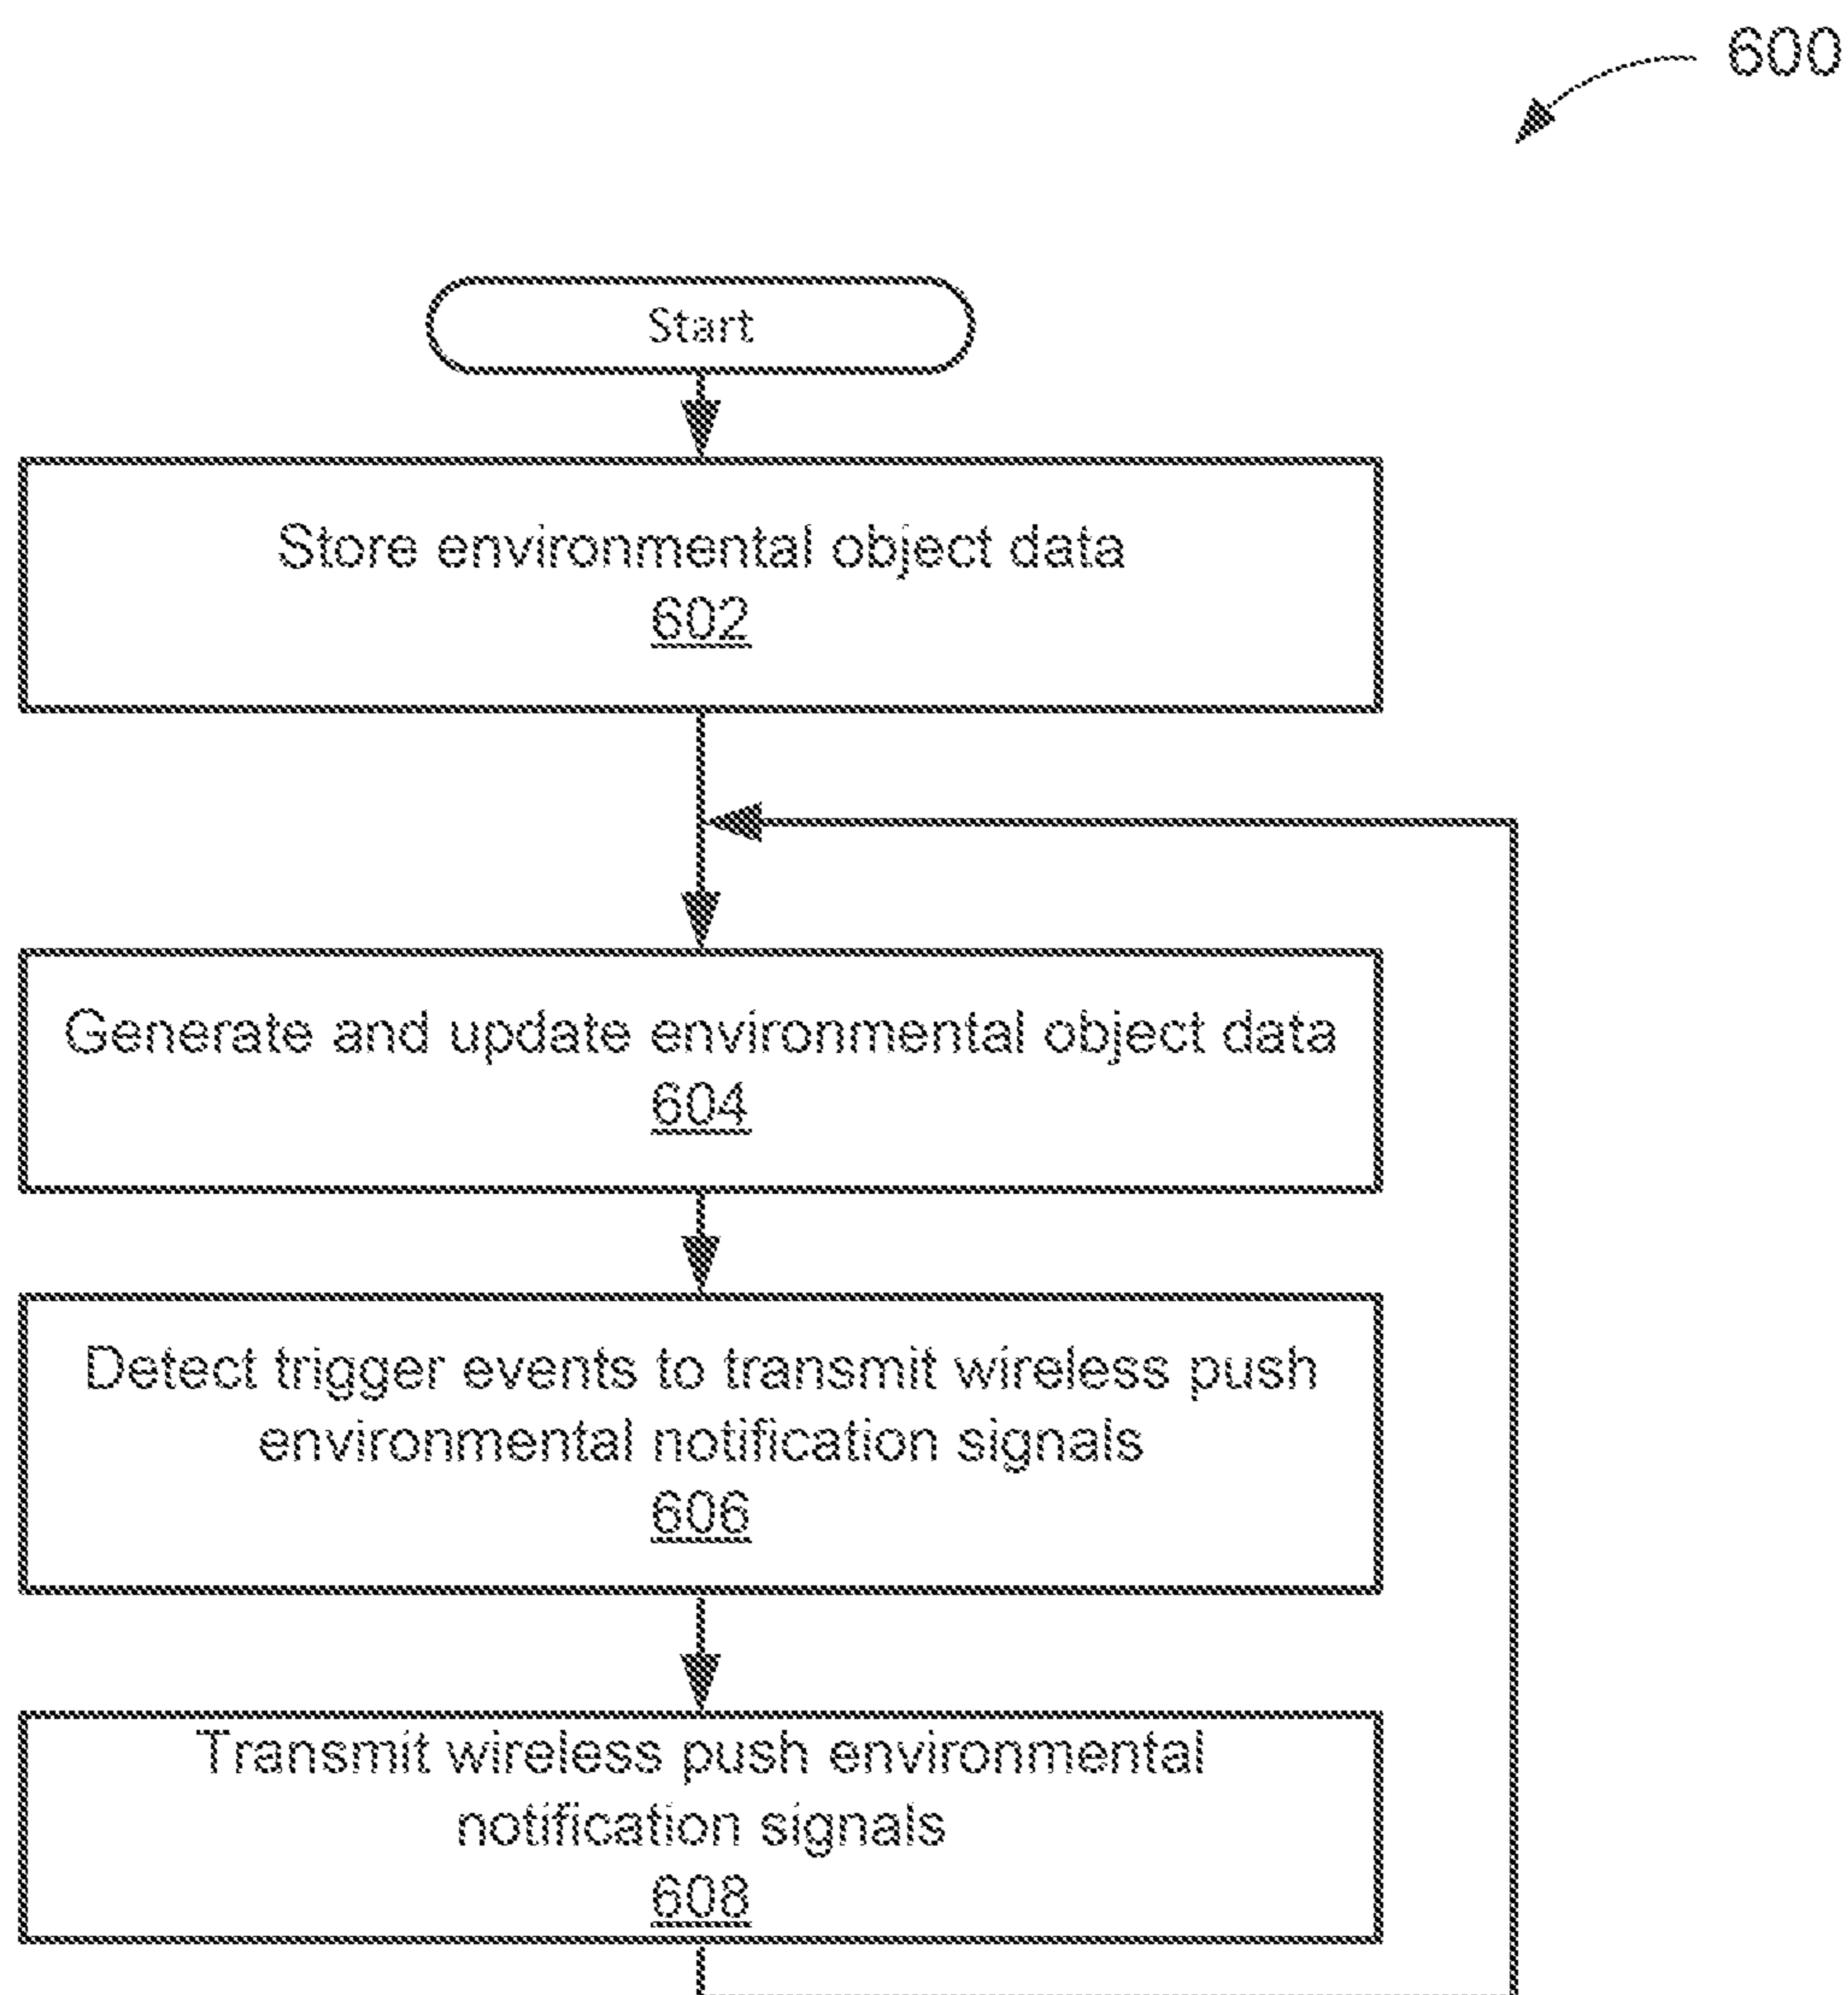 600
Start
Store environmental object data
602
Generate and update environmental object data
604
Detect trigger events to transmit wireless push
environmental notification signals
606
Transmit wireless push environmental
notification signals
608